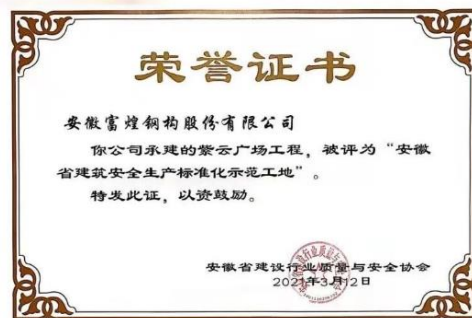 荣誉证书
安徽富煌钢构股份有限公司
你公司承建的紫云广场工程，被评为“安徽
省建筑安全生产标准化示范工地”。
特发此证，以资鼓励。
安徽省建设行业质量与安全协会
2021年3月12日